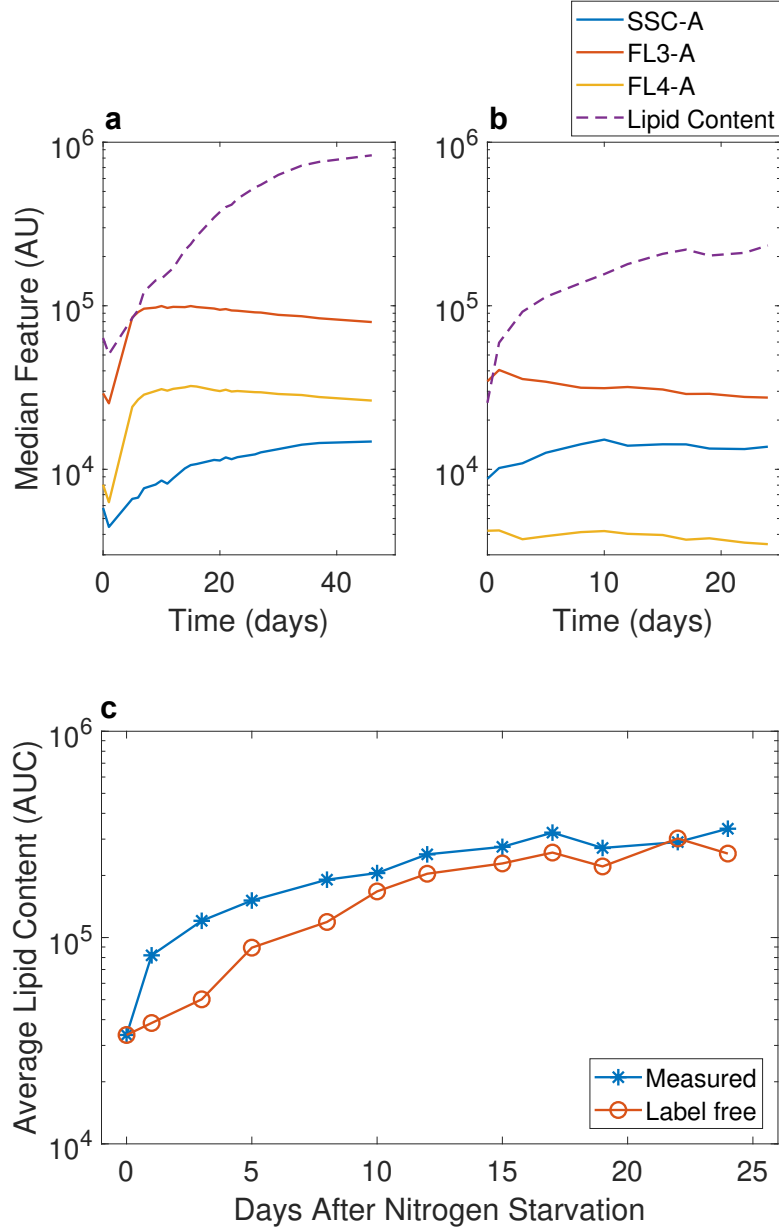 SSC-A
FL3-A
FL4-A
Lipid Content
a
b
10^6
10^5
10^4
Median Feature (AU)
0 20 40
Time (days)
10^6
10^5
10^4
0 10 20
Time (days)
c
10^6
10^5
10^4
Average Lipid Content (AUC)
Measured
Label free
0 5 10 15 20 25
Days After Nitrogen Starvation